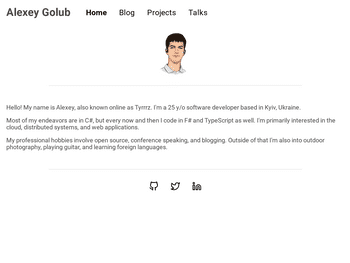 Alexey Golub Home Blog Projects Talks
Hello! My name is Alexey, also known online as Tyrrrz. I'm a 25 y/o software developer based in Kyiv, Ukraine.
Most of my endeavors are in C#, but every now and then I code in F# and TypeScript as well. I'm primarily interested in the
cloud, distributed systems, and web applications.
My professional hobbies involve open source, conference speaking, and blogging. Outside of that I'm also into outdoor
photography, playing guitar, and learning foreign languages.